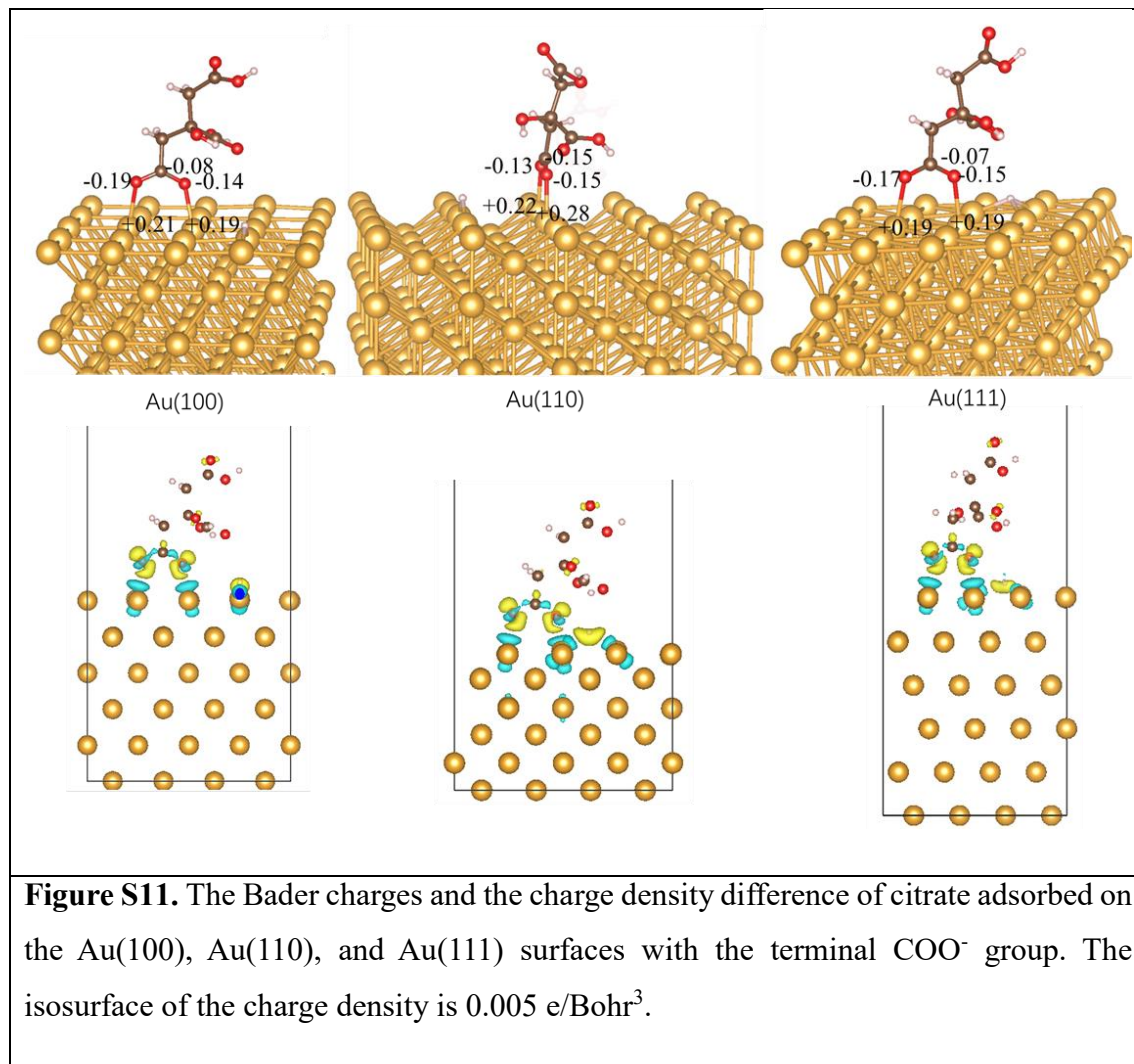 -0.08
-0.19
-0.14
+0.21
+0.19
-0.15
-0.13
-0.15
+0.22
+0.28
-0.07
-0.17
-0.15
+0.19
+0.19
Au(100)
Au(110)
Au(111)
Figure S11. The Bader charges and the charge density difference of citrate adsorbed on
the Au(100), Au(110), and Au(111) surfaces with the terminal COO⁻ group. The
isosurface of the charge density is 0.005 e/Bohr³.